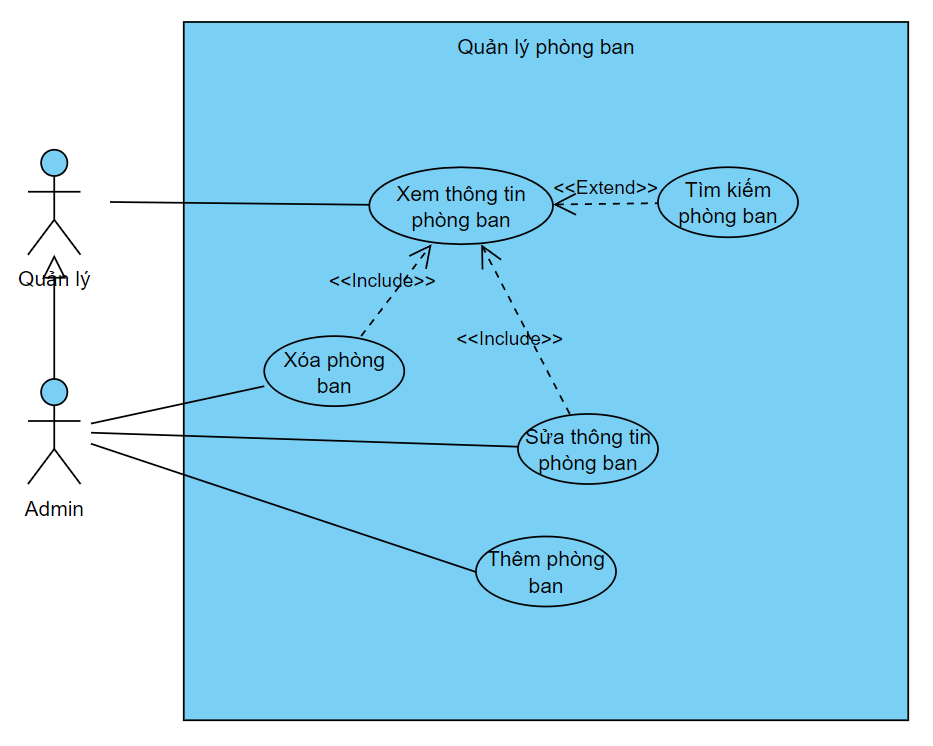 Quản lý phòng ban
Xem thông tin
phòng ban
<<Extend>>
Tìm kiếm
phòng ban
Quản lý
<<Include>>
<<Include>>
Xóa phòng
ban
Sửa thông tin
phòng ban
Admin
Thêm phòng
ban